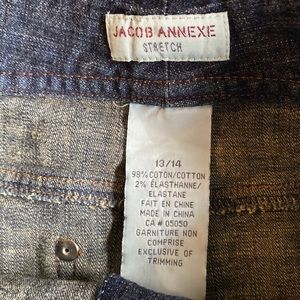 JACOB ANNEXE
STRETCH
13/14
98% COTON/COTTON
2% ÉLASTHANNE/
ELASTANE
FAIT EN CHINE
MADE IN CHINA
CA # 05050
GARNITURE NON
COMPRISE
EXCLUSIVE OF
TRIMMING